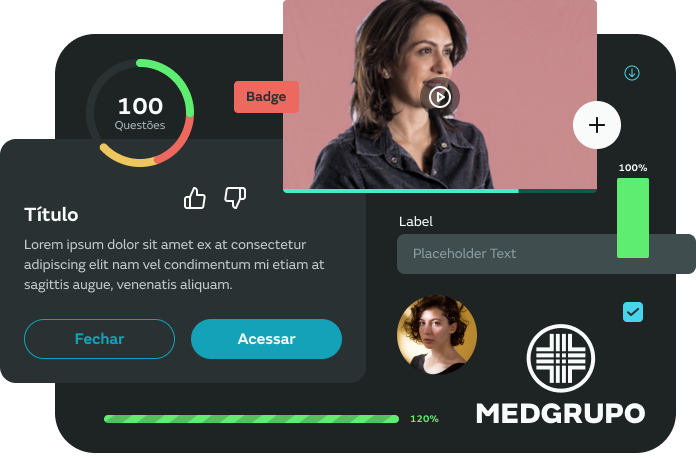 100
Questões
Badge
100%
Título
Lorem ipsum dolor sit amet ex at consectetur
adipiscing elit nam vel condimentum mi etiam at
sagittis augue, venenatis aliquam.
Fechar
Acessar
Label
Placeholder Text
120%
MEDGRUPO